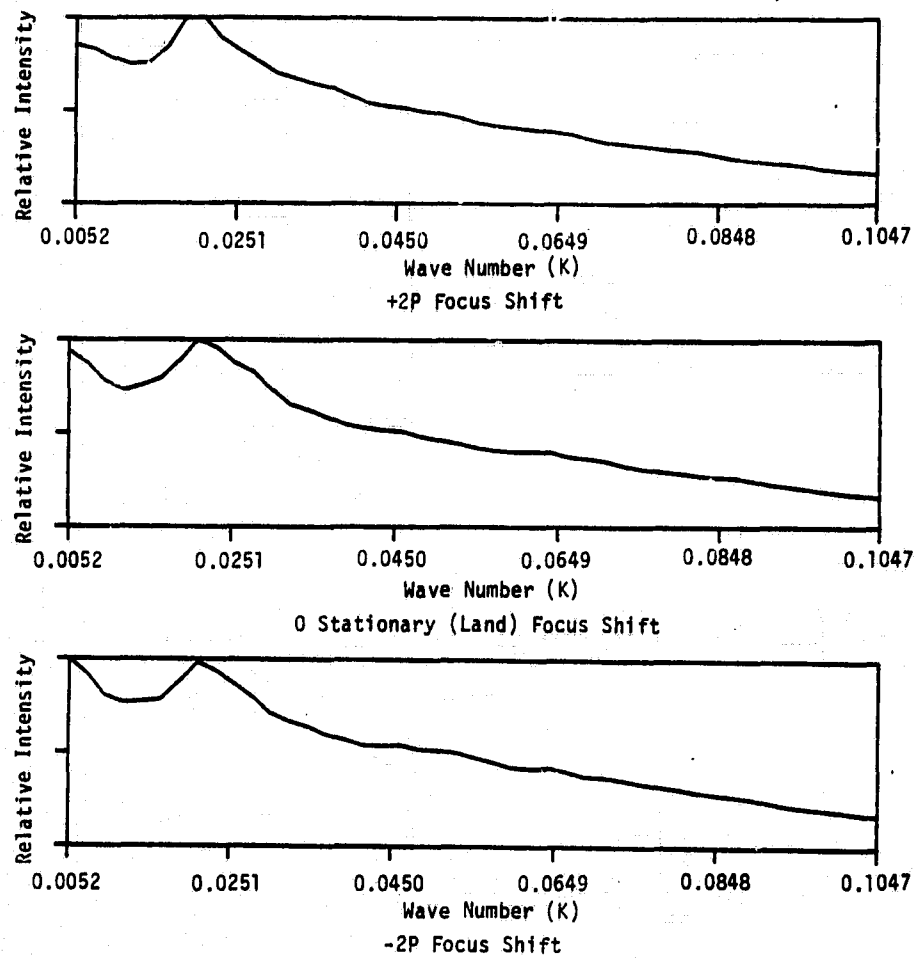 Relative Intensity
0.0052 0.0251 0.0450 0.0649 0.0848 0.1047
Wave Number (K)
+2P Focus Shift
Relative Intensity
0.0052 0.0251 0.0450 0.0649 0.0848 0.1047
Wave Number (K)
0 Stationary (Land) Focus Shift
Relative Intensity
0.0052 0.0251 0.0450 0.0649 0.0848 0.1047
Wave Number (K)
-2P Focus Shift